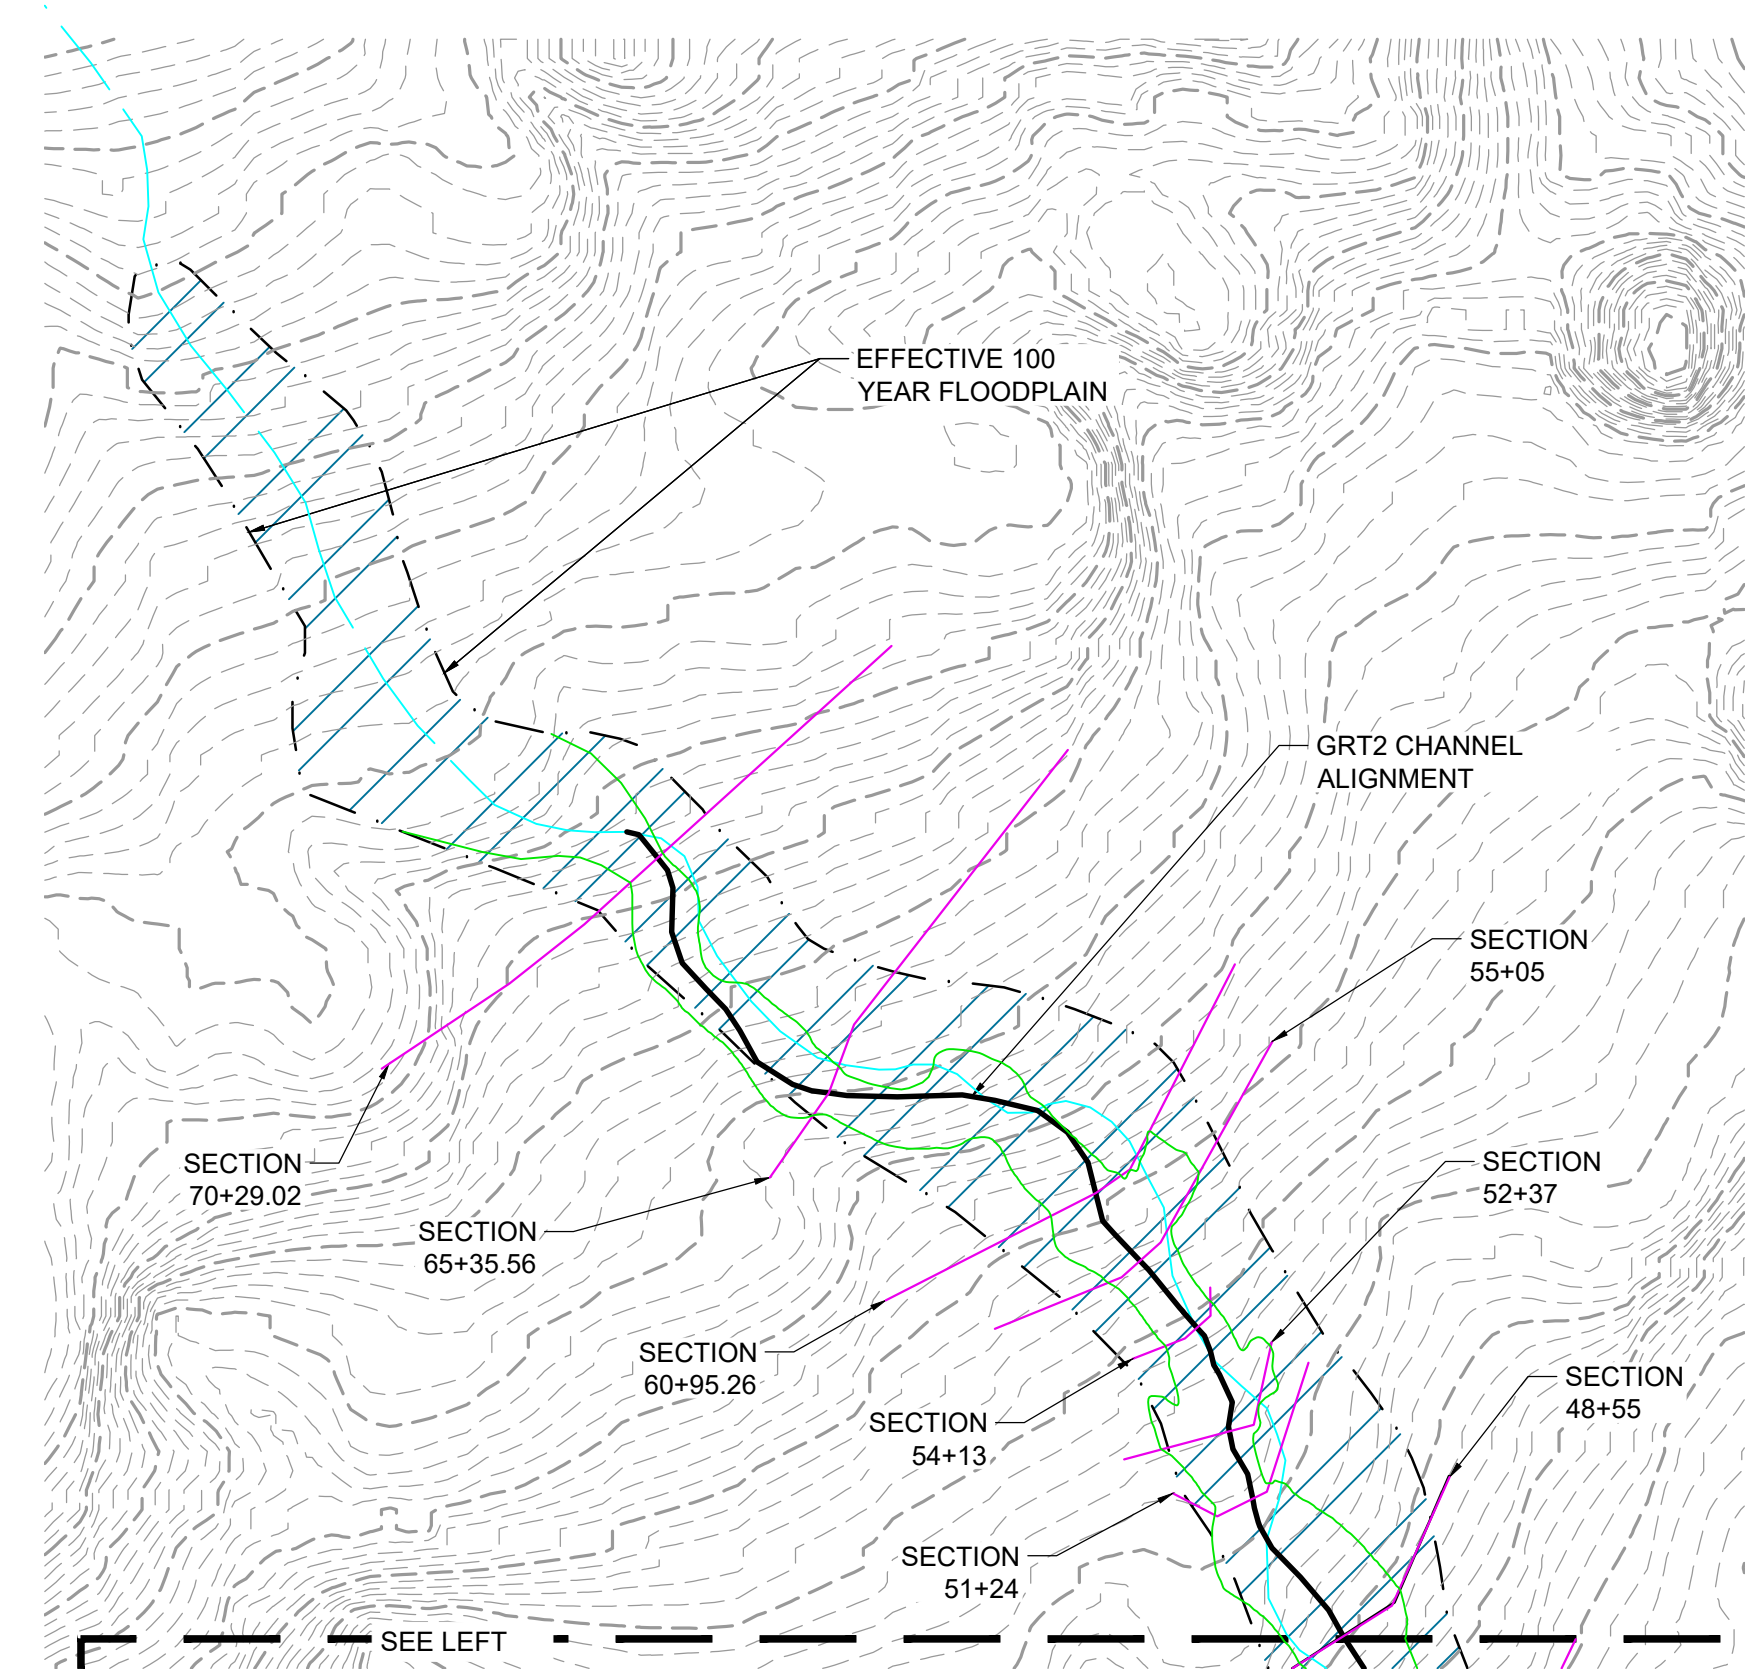 EFFECTIVE 100
YEAR FLOODPLAIN
GRT2 CHANNEL
ALIGNMENT
SECTION
55+05
SECTION
70+29.02
SECTION
52+37
SECTION
65+35.56
SECTION
60+95.26
SECTION
48+55
SECTION
54+13
SECTION
51+24
SEE LEFT